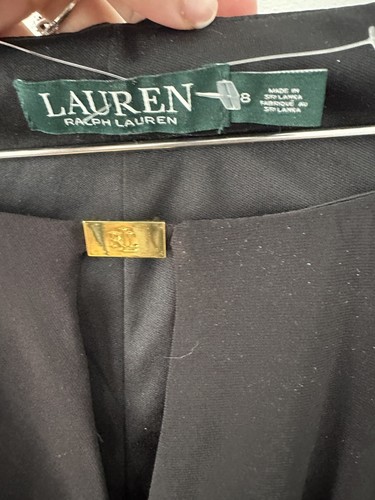 LAUREN
RALPH LAUREN
8
MADE IN
SRI LANKA
FABRIQUÉ AU
SRI LANKA